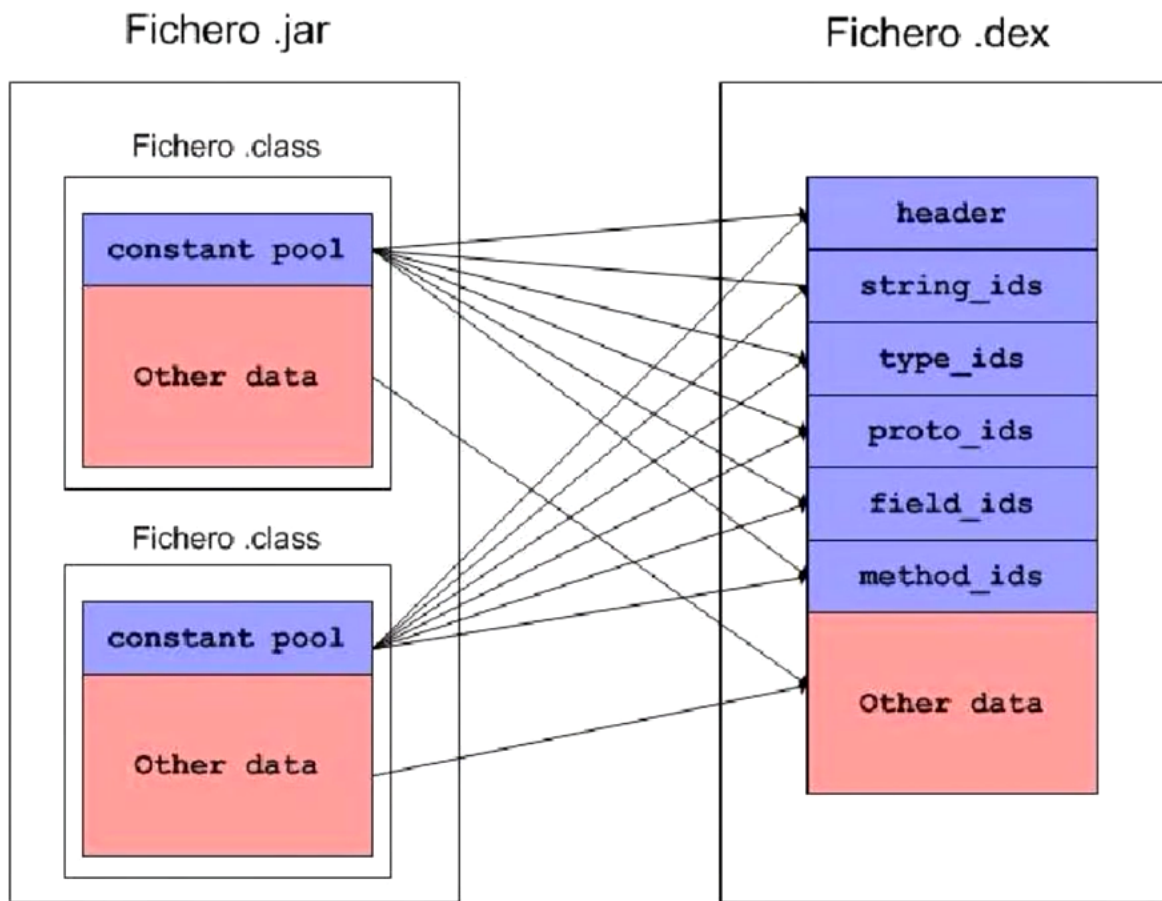 Fichero .jar
Fichero .class
constant pool
Other data
Fichero .class
constant pool
Other data
Fichero .dex
header
string_ids
type_ids
proto_ids
field_ids
method_ids
Other data